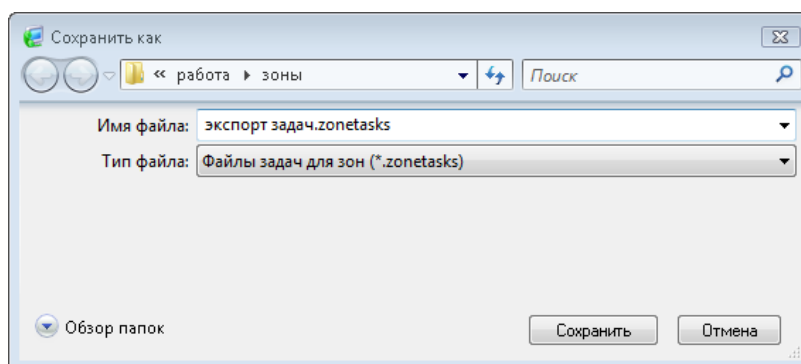 Сохранить как
« работа зоны Поиск
Имя файла: экспорт задач.zonetasks
Тип файла: Файлы задач для зон (*.zonetasks)
Обзор папок Сохранить Отмена